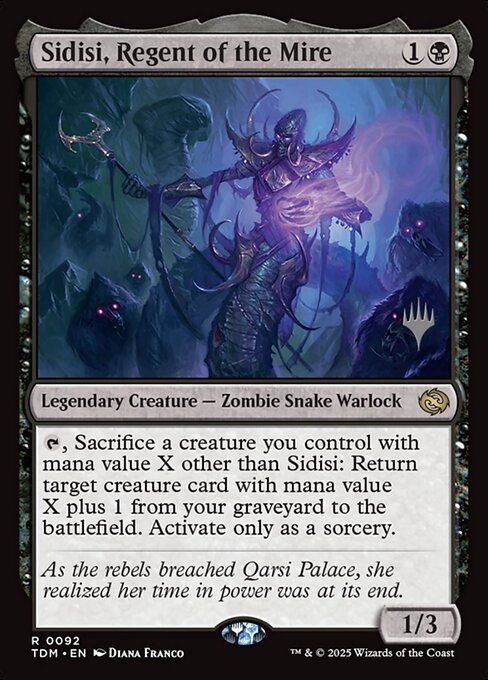 Sidisi, Regent of the Mire 1
Legendary Creature — Zombie Snake Warlock
, Sacrifice a creature you control with
mana value X other than Sidisi: Return
target creature card with mana value
X plus 1 from your graveyard to the
battlefield. Activate only as a sorcery.
As the rebels breached Qarsi Palace, she
realized her time in power was at its end.
1/3
R 0092
TDM • EN Diana Franco
™ & © 2025 Wizards of the Coast